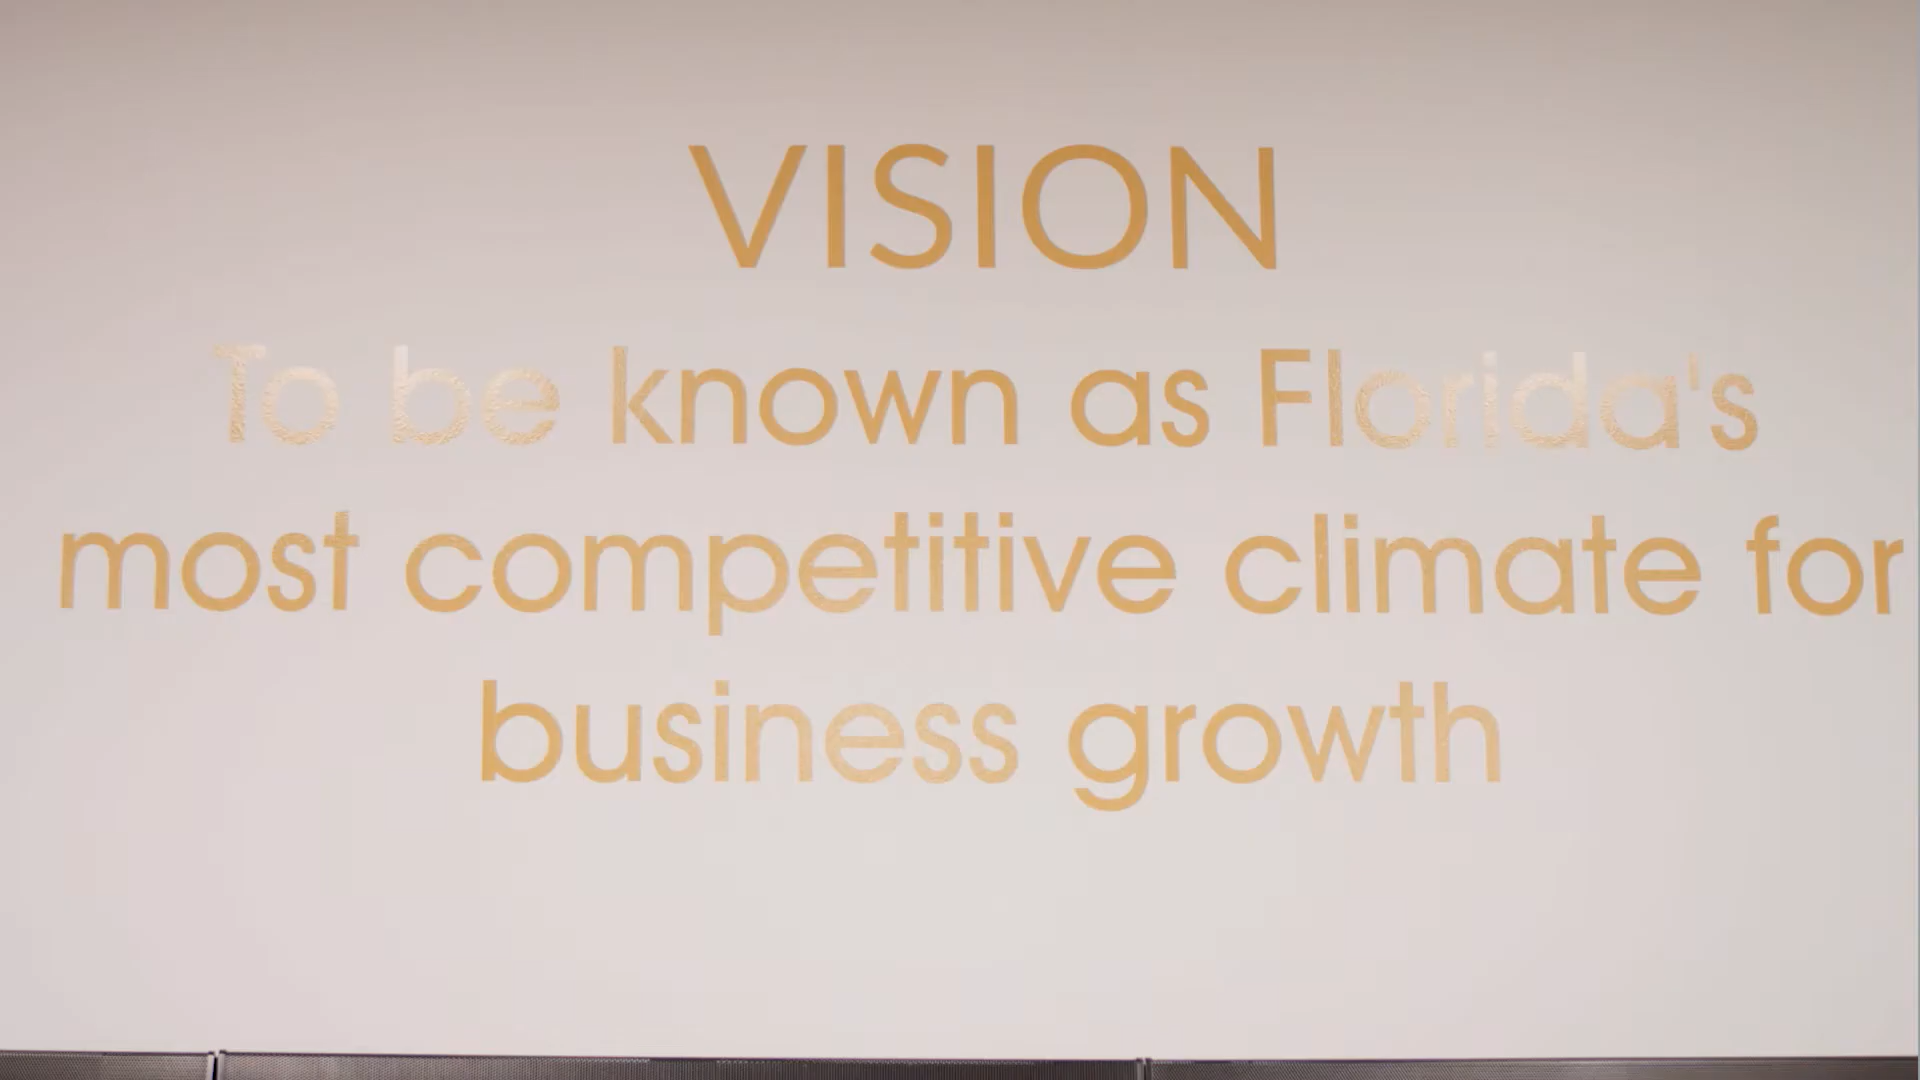 VISION
To be known as Florida's
most competitive climate for
business growth